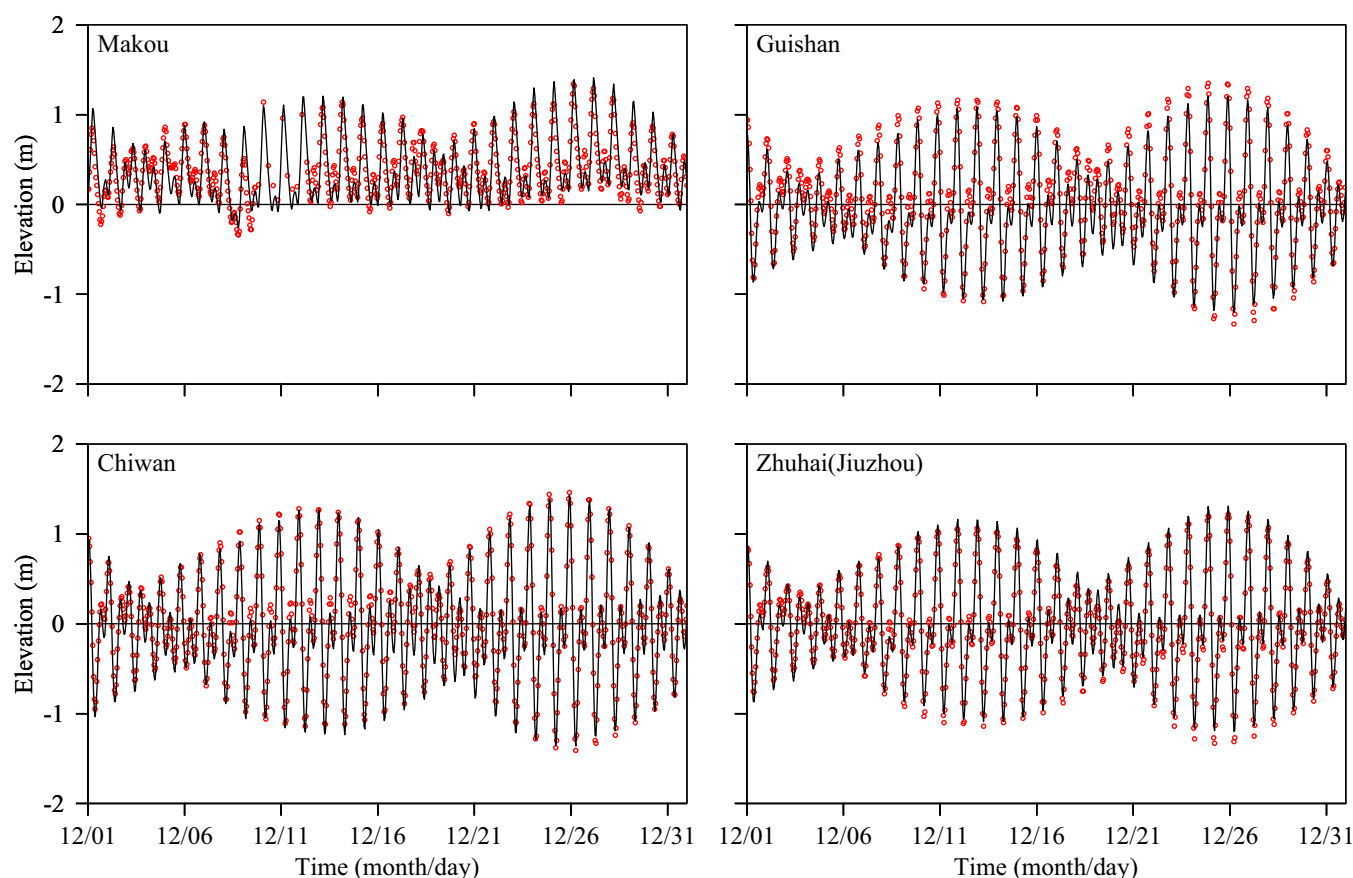 2
Makou
1
0
-1
-2
Elevation (m)
Guishan
2
Chiwan
1
0
-1
-2
Elevation (m)
12/01 12/06 12/11 12/16 12/21 12/26 12/31
Time (month/day)
Zhuhai(Jiuzhou)
12/01 12/06 12/11 12/16 12/21 12/26 12/31
Time (month/day)